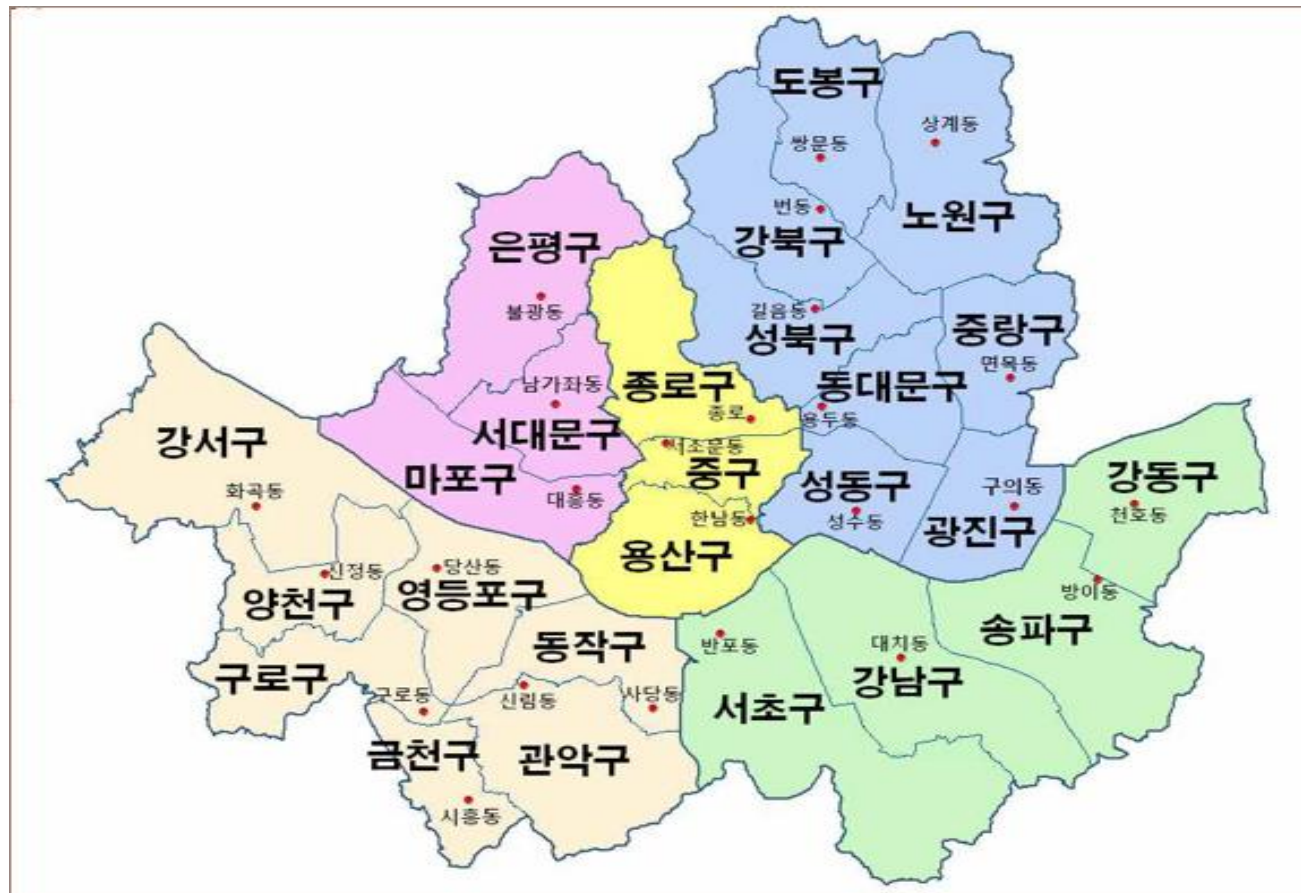 도봉구
상계동
쌍문동
번동
노원구
강북구
은평구
불광동
길음동
성북구
중랑구
면목동
남가좌동
종로구
동대문구
종로
용두동
서대문구
서소문동
강서구
마포구
중구
성동구
구의동
강동구
화곡동
대흥동
한남동
성수동
천호동
광진구
용산구
신정동
당산동
양천구
영등포구
방이동
송파구
동작구
반포동
대치동
구로구
강남구
구로동
신림동
사당동
서초구
금천구
관악구
시흥동